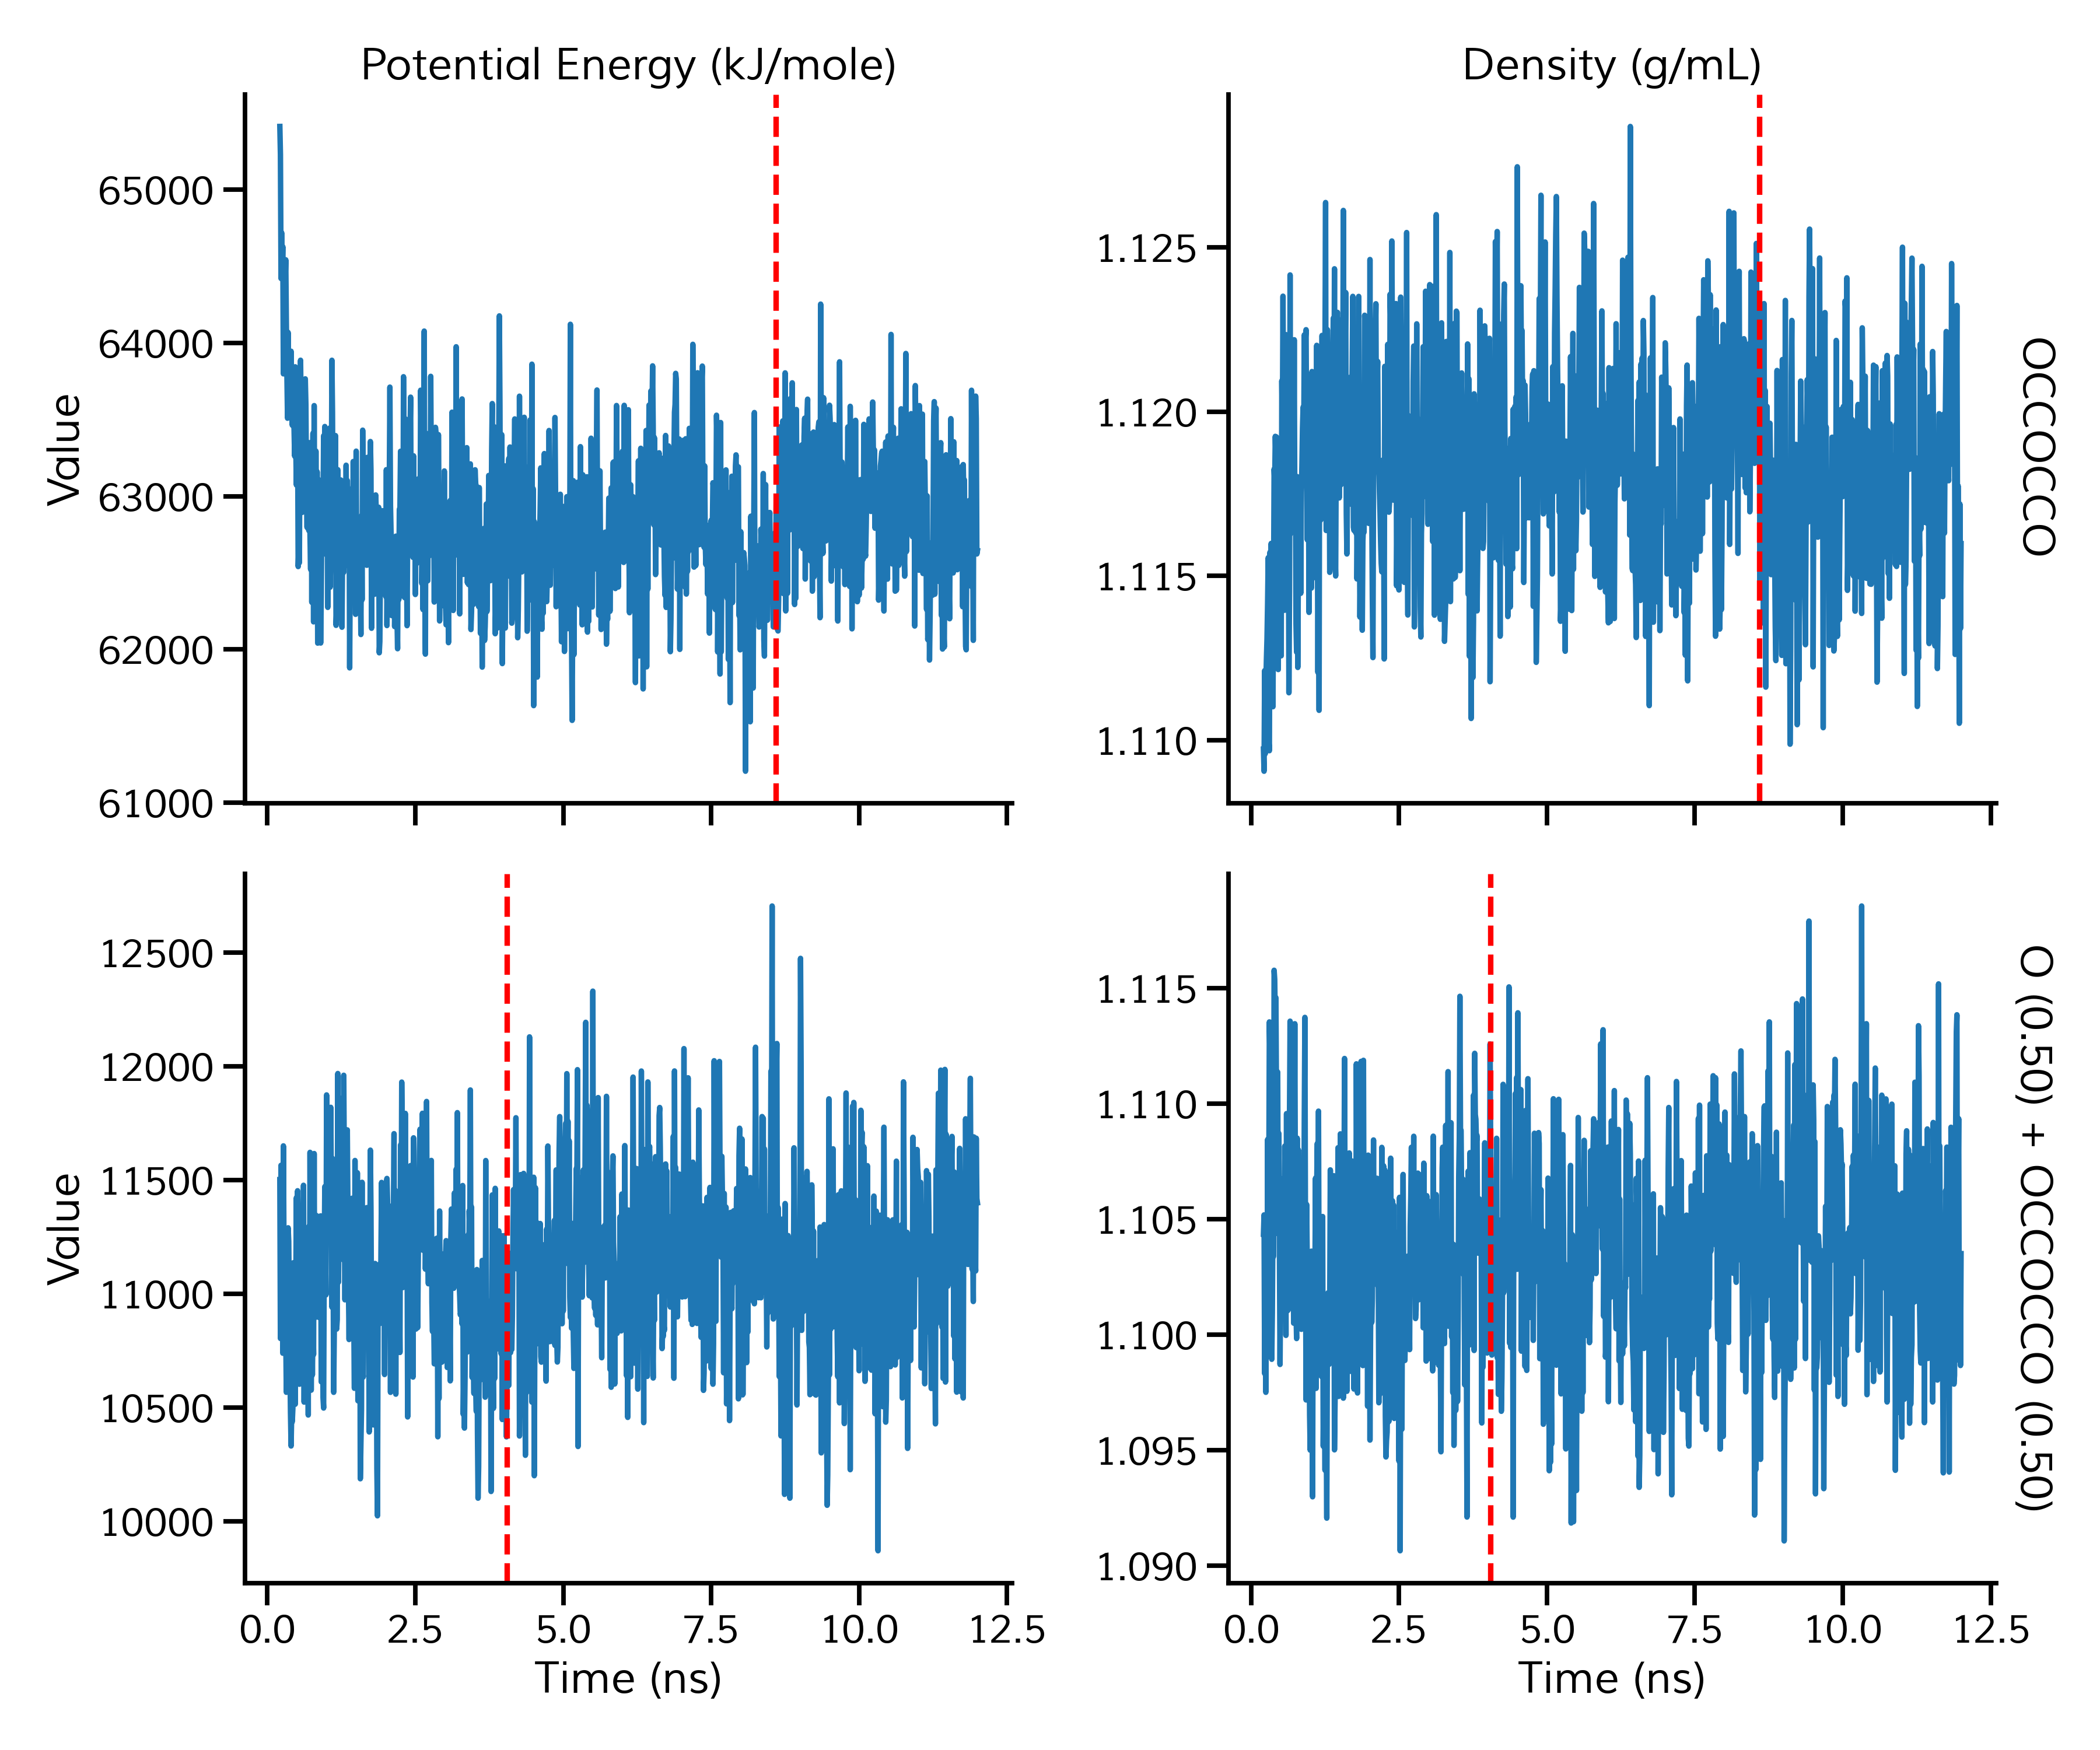 Potential Energy (kJ/mole)
Density (g/mL)
Value
65000
64000
63000
62000
61000
1.125
1.120
1.115
1.110
OCCOCCO
Value
12500
12000
11500
11000
10500
10000
0.0 2.5 5.0 7.5 10.0 12.5
Time (ns)
1.115
1.110
1.105
1.100
1.095
1.090
0.0 2.5 5.0 7.5 10.0 12.5
Time (ns)
O (0.50) + OCCOCCO (0.50)